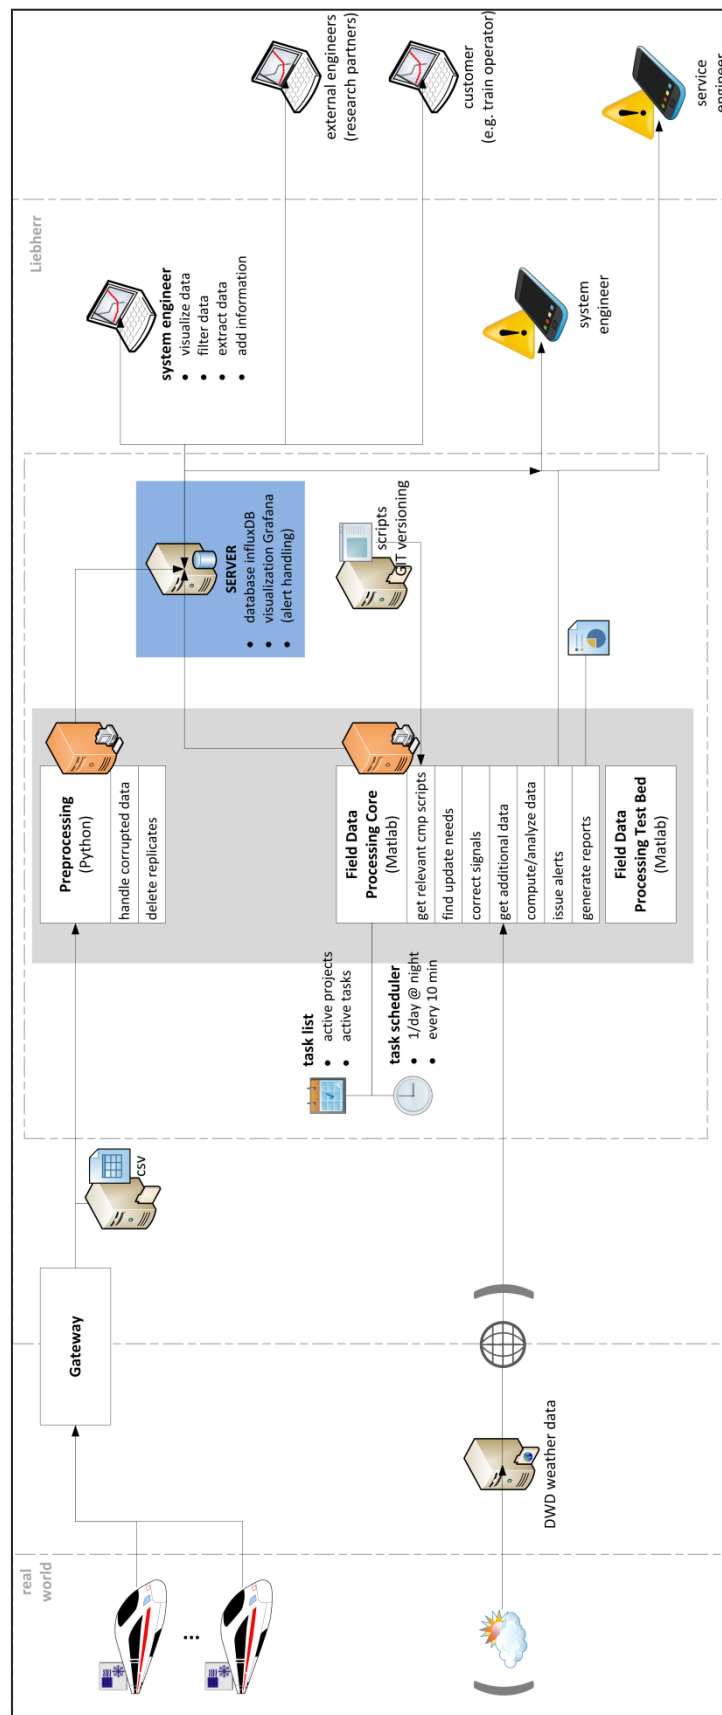 real
world
Gateway
csv
DWD weather data
task list
• active projects
• active tasks
task scheduler
• 1/day @ night
• every 10 min
Preprocessing
(Python)
handle corrupted data
delete replicates
Field Data
Processing Core
(Matlab)
get relevant cmp scripts
find update needs
correct signals
get additional data
compute/analyze data
issue alerts
generate reports
Field Data
Processing Test Bed
(Matlab)
SERVER
• database influxDB
• visualization Grafana
• (alert handling)
scripts
GIT versioning
Liebherr
system engineer
• visualize data
• filter data
• extract data
• add information
system
engineer
external engineers
(research partners)
customer
(e.g. train operator)
service
engineer